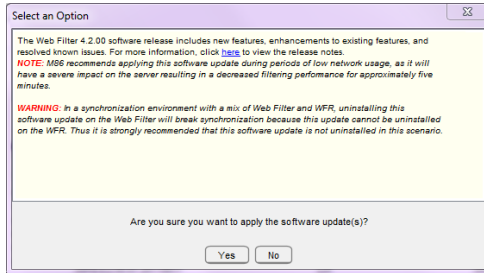 Select an Option
The Web Filter 4.2.00 software release includes new features, enhancements to existing features, and
resolved known issues. For more information, click here to view the release notes.
NOTE: M86 recommends applying this software update during periods of low network usage, as it will
have a severe impact on the server resulting in a decreased filtering performance for approximately five
minutes.
WARNING: In a synchronization environment with a mix of Web Filter and WFR, uninstalling this
software update on the Web Filter will break synchronization because this update cannot be uninstalled
on the WFR. Thus it is strongly recommended that this software update is not uninstalled in this scenario.
Are you sure you want to apply the software update(s)?
Yes No